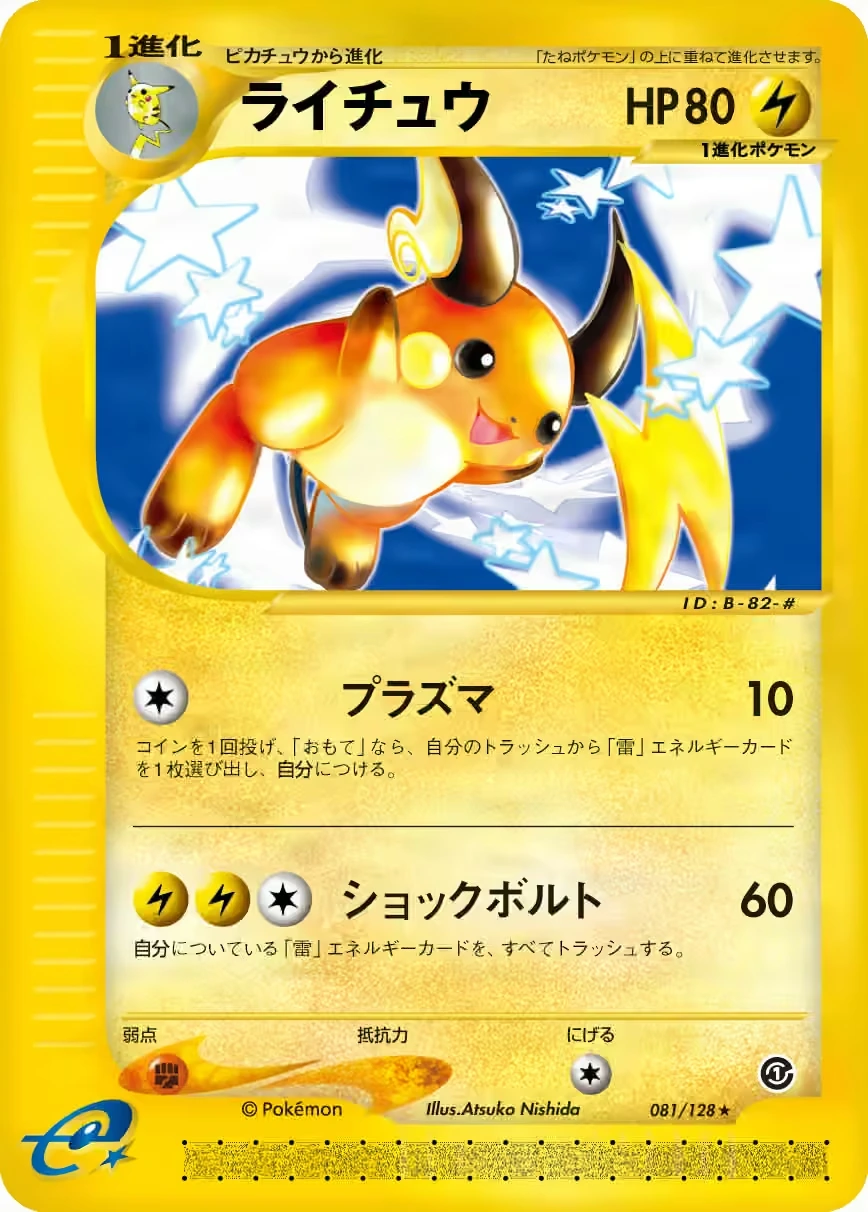 1進化
ピカチュウから進化
「たねポケモン」の上に重ねて進化させます。
ライチュウ
HP80
1進化ポケモン
ID:B-82-#
プラズマ 10
コインを1回投げ、「おもて」なら、自分のトラッシュから「雷」エネルギーカード
を1枚選び出し、自分につける。
ショックボルト 60
自分についている「雷」エネルギーカードを、すべてトラッシュする。
弱点 抵抗力 にげる
1
© Pokémon Illus.Atsuko Nishida 081/128★
e